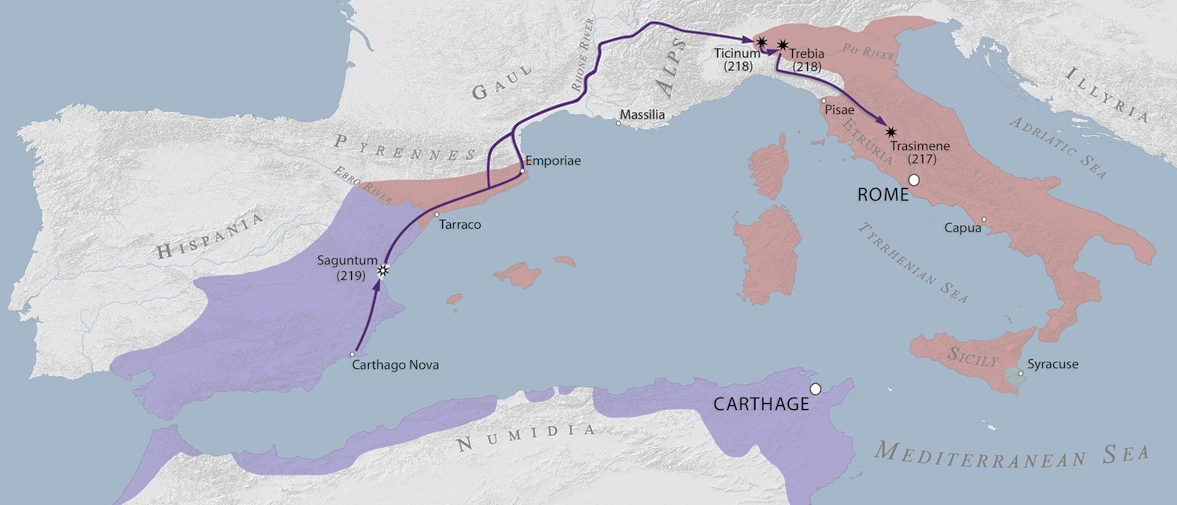 Gaul
Rhone River
Alps
Ticinum
(218)
Trebia
(218)
Po River
Illyria
Massilia
Pisae
Etruria
Trasimene
(217)
Adriatic Sea
Pyrennes
Emporiae
Ebro River
Tarraco
Rome
Capua
Hispania
Saguntum
(219)
Tyrrhenian Sea
Carthago Nova
Sicily
Syracuse
CARTHAGE
Numidia
Mediterranean Sea